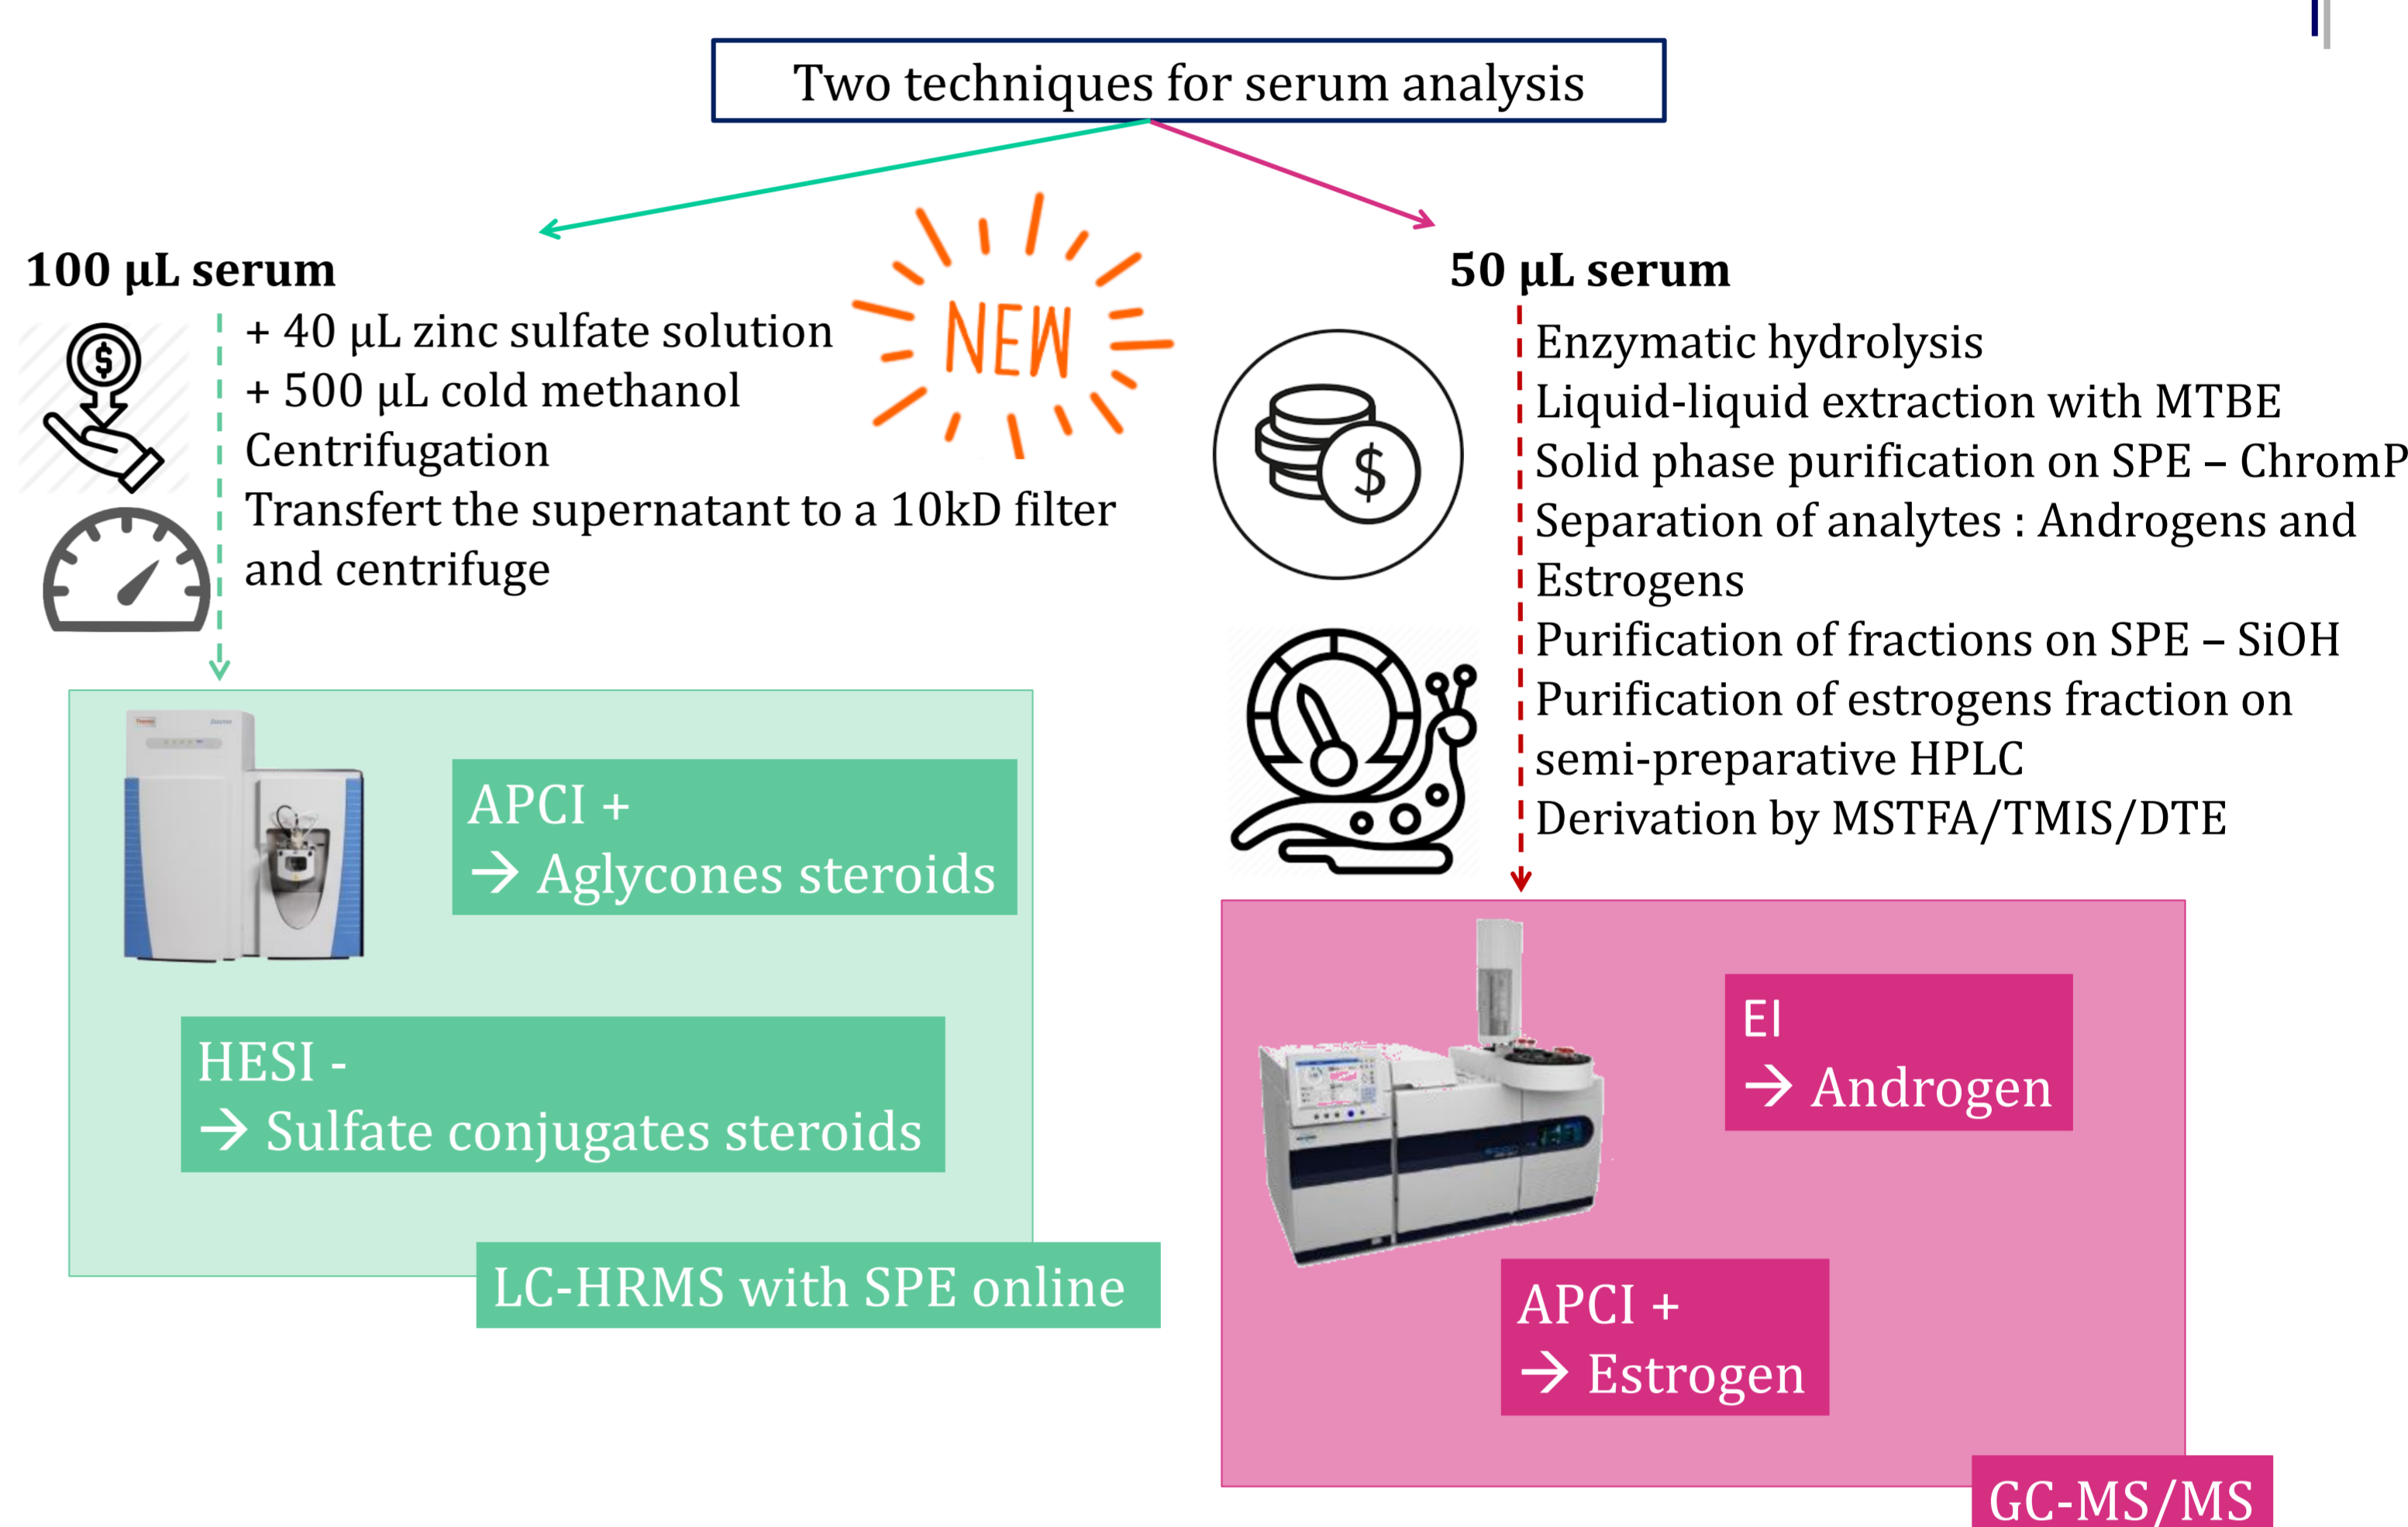 Two techniques for serum analysis
100 µL serum
+ 40 µL zinc sulfate solution
+ 500 µL cold methanol
Centrifugation
Transfert the supernatant to a 10kD filter
and centrifuge
NEW
APCI +
→ Aglycones steroids
HESI -
→ Sulfate conjugates steroids
LC-HRMS with SPE online
50 µL serum
Enzymatic hydrolysis
Liquid-liquid extraction with MTBE
Solid phase purification on SPE – ChromP
Separation of analytes : Androgens and
Estrogens
Purification of fractions on SPE – SiOH
Purification of estrogens fraction on
semi-preparative HPLC
Derivation by MSTFA/TMIS/DTE
EI
→ Androgen
APCI +
→ Estrogen
GC-MS/MS